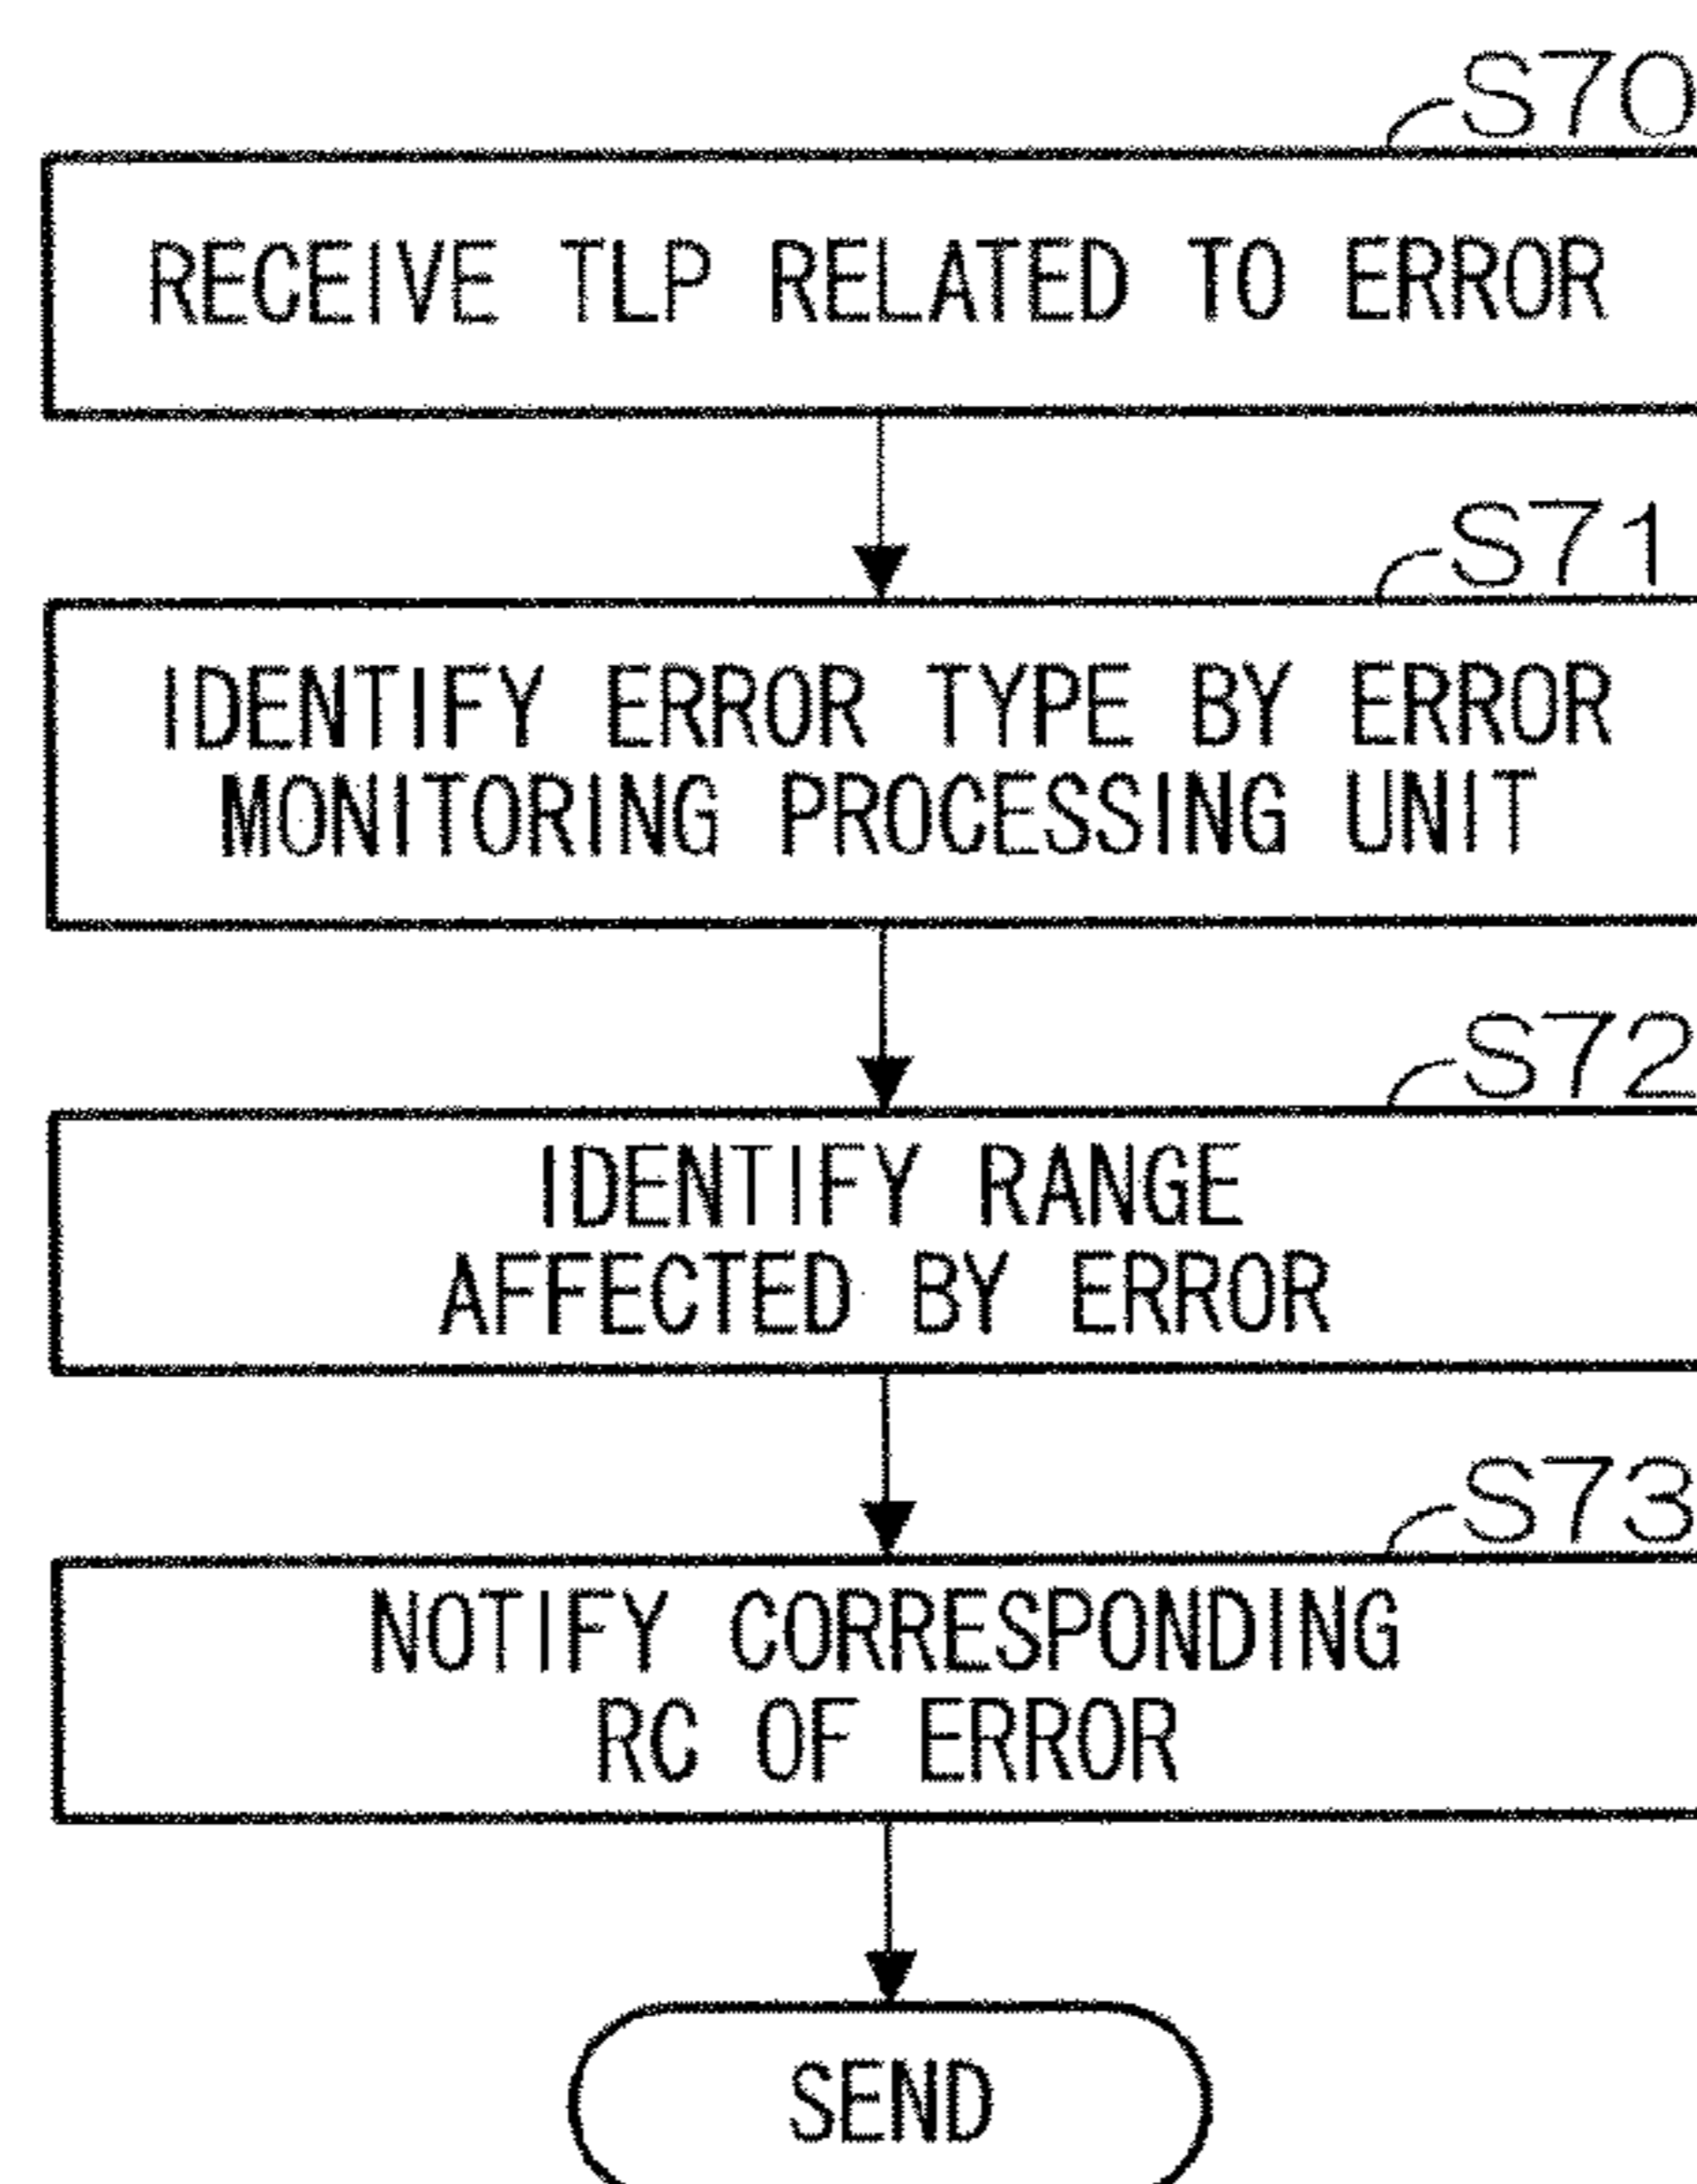 S70
RECEIVE TLP RELATED TO ERROR
S71
IDENTIFY ERROR TYPE BY ERROR
MONITORING PROCESSING UNIT
S72
IDENTIFY RANGE
AFFECTED BY ERROR
S73
NOTIFY CORRESPONDING
RC OF ERROR
SEND